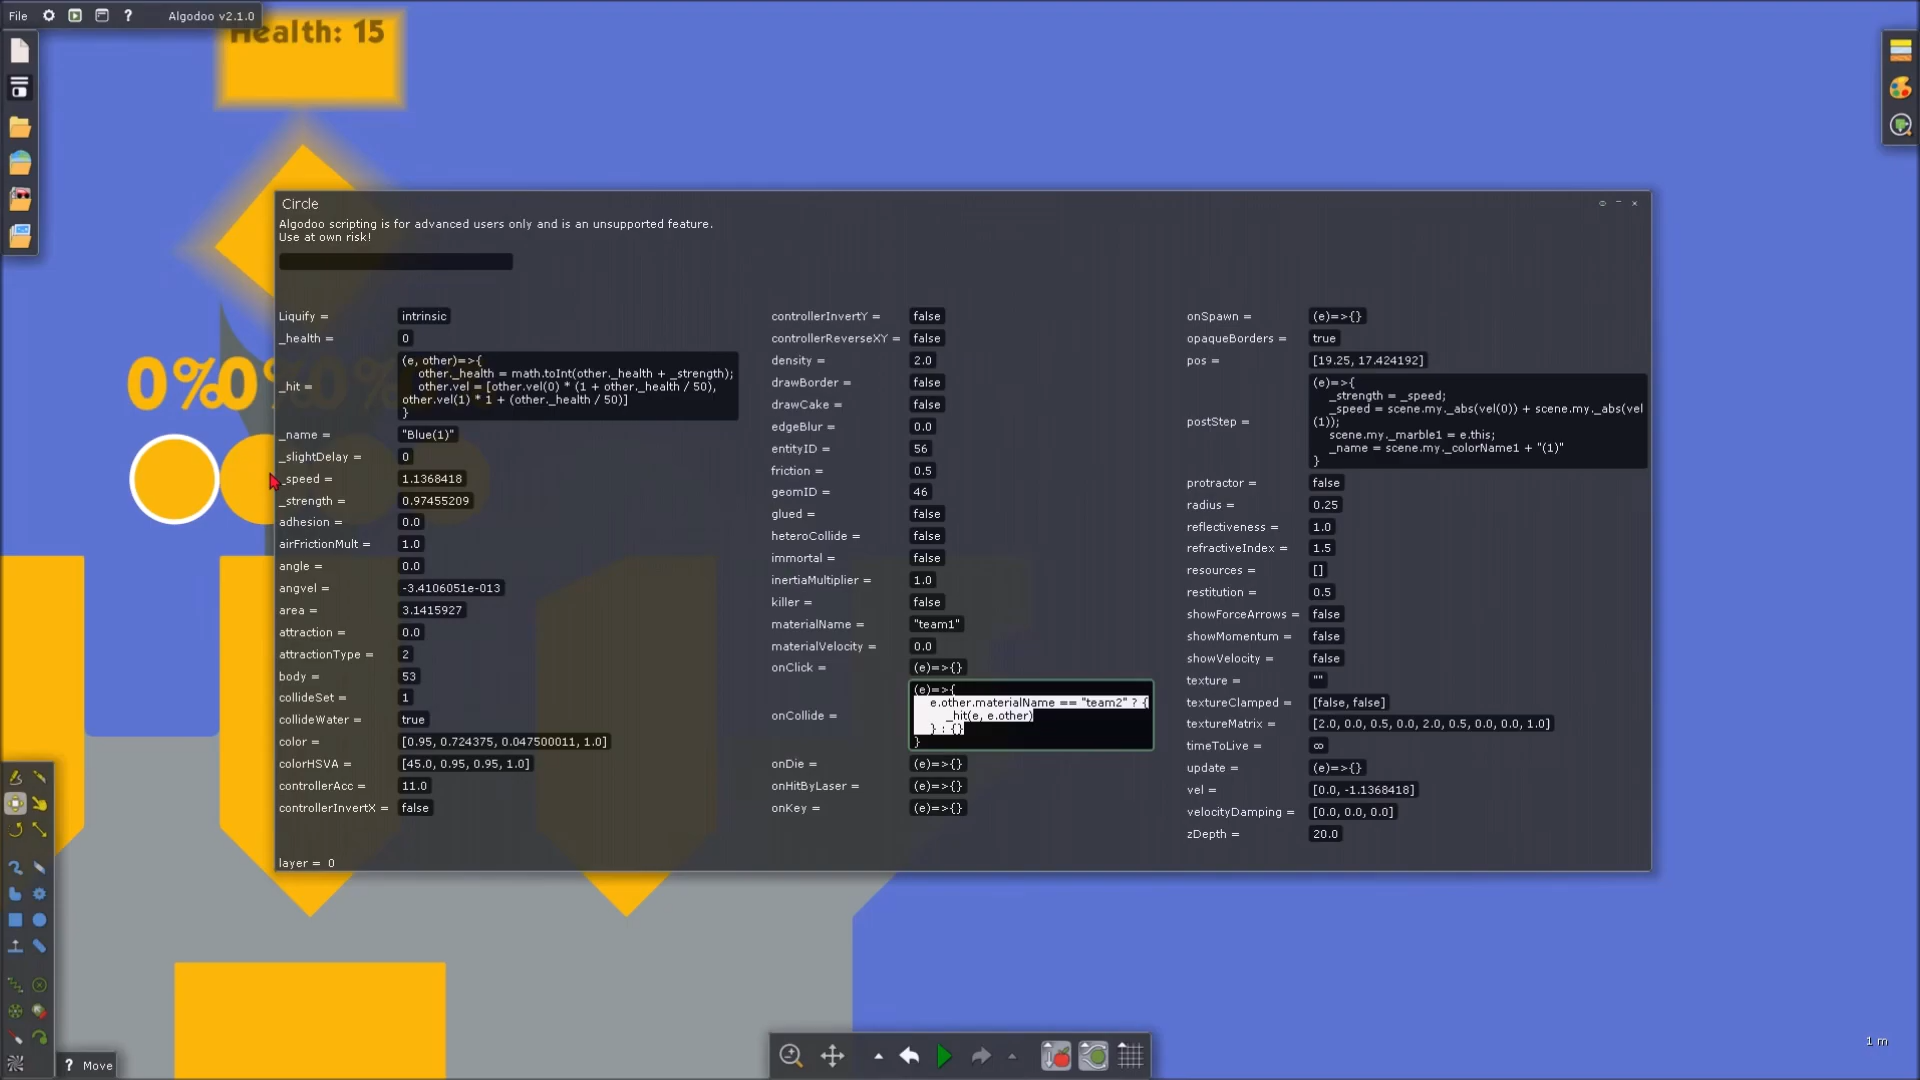 File ? Algodoo v2.1.0
Health: 15
Circle
Algodoo scripting is for advanced users only and is an unsupported feature.
Use at own risk!
Liquify = intrinsic
_health = 0
_hit = (e, other)=>{
other._health = math.toInt(other._health + _strength);
other.vel = [other.vel(0) * (1 + other._health / 50),
other.vel(1) * 1 + (other._health / 50)]
}
_name = "Blue(1)"
_slightDelay = 0
_speed = 1.1368418
_strength = 0.97455209
adhesion = 0.0
airFrictionMult = 1.0
angle = 0.0
angvel = -3.4106051e-013
area = 3.1415927
attraction = 0.0
attractionType = 2
body = 53
collideSet = 1
collideWater = true
color = [0.95, 0.724375, 0.047500011, 1.0]
colorHSVA = [45.0, 0.95, 0.95, 1.0]
controllerAcc = 11.0
controllerInvertX = false
layer = 0
controllerInvertY = false
controllerReverseXY = false
density = 2.0
drawBorder = false
drawCake = false
edgeBlur = 0.0
entityID = 56
friction = 0.5
geomID = 46
glued = false
heteroCollide = false
immortal = false
inertiaMultiplier = 1.0
killer = false
materialName = "team1"
materialVelocity = 0.0
onClick = (e)=>{}
onCollide = (e)=>{
e.other.materialName == "team2" ? {
_hit(e, e.other)
} : {}
}
onDie = (e)=>{}
onHitByLaser = (e)=>{}
onKey = (e)=>{}
onSpawn = (e)=>{}
opaqueBorders = true
pos = [19.25, 17.424192]
postStep = (e)=>{
_strength = _speed;
_speed = scene.my._abs(vel(0)) + scene.my._abs(vel
(1));
scene.my._marble1 = e.this;
_name = scene.my._colorName1 + "(1)"
}
protractor = false
radius = 0.25
reflectiveness = 1.0
refractiveIndex = 1.5
resources = []
restitution = 0.5
showForceArrows = false
showMomentum = false
showVelocity = false
texture = ""
textureClamped = [false, false]
textureMatrix = [2.0, 0.0, 0.5, 0.0, 2.0, 0.5, 0.0, 0.0, 1.0]
timeToLive = ∞
update = (e)=>{}
vel = [0.0, -1.1368418]
velocityDamping = [0.0, 0.0, 0.0]
zDepth = 20.0
0% 0%
? Move
1 m